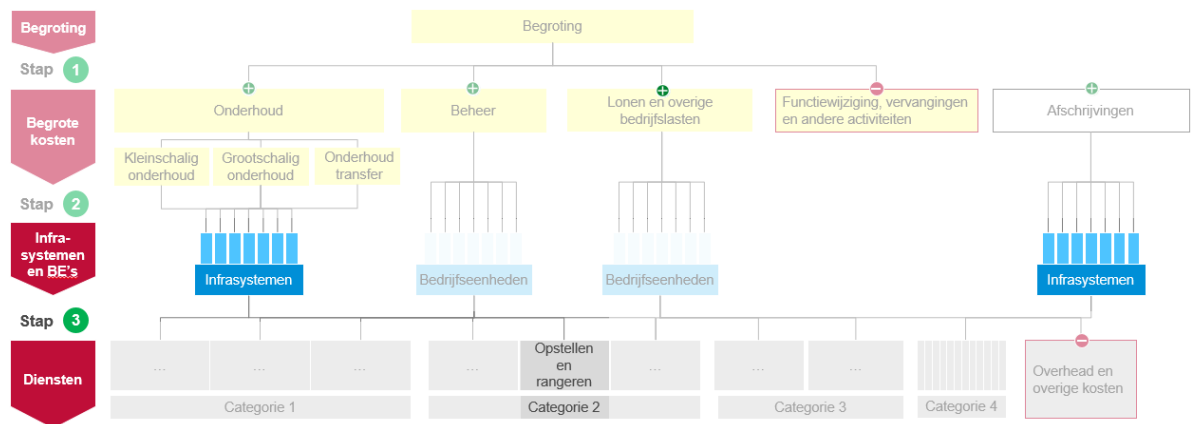 Begroting
Begroting
Stap 1
Begrote
kosten
Onderhoud
Beheer
Lonen en overige
bedrijfslasten
Functiewijziging, vervangingen
en andere activiteiten
Afschrijvingen
Kleinschalig
onderhoud
Grootschalig
onderhoud
Onderhoud
transfer
Stap 2
Infra-
systemen
en BE's
Infrasystemen
Bedrijfseenheden
Bedrijfseenheden
Infrasystemen
Stap 3
Diensten
...
...
...
...
Opstellen
en
rangeren
...
...
...
...
Overhead en
overige kosten
Categorie 1
Categorie 2
Categorie 3
Categorie 4